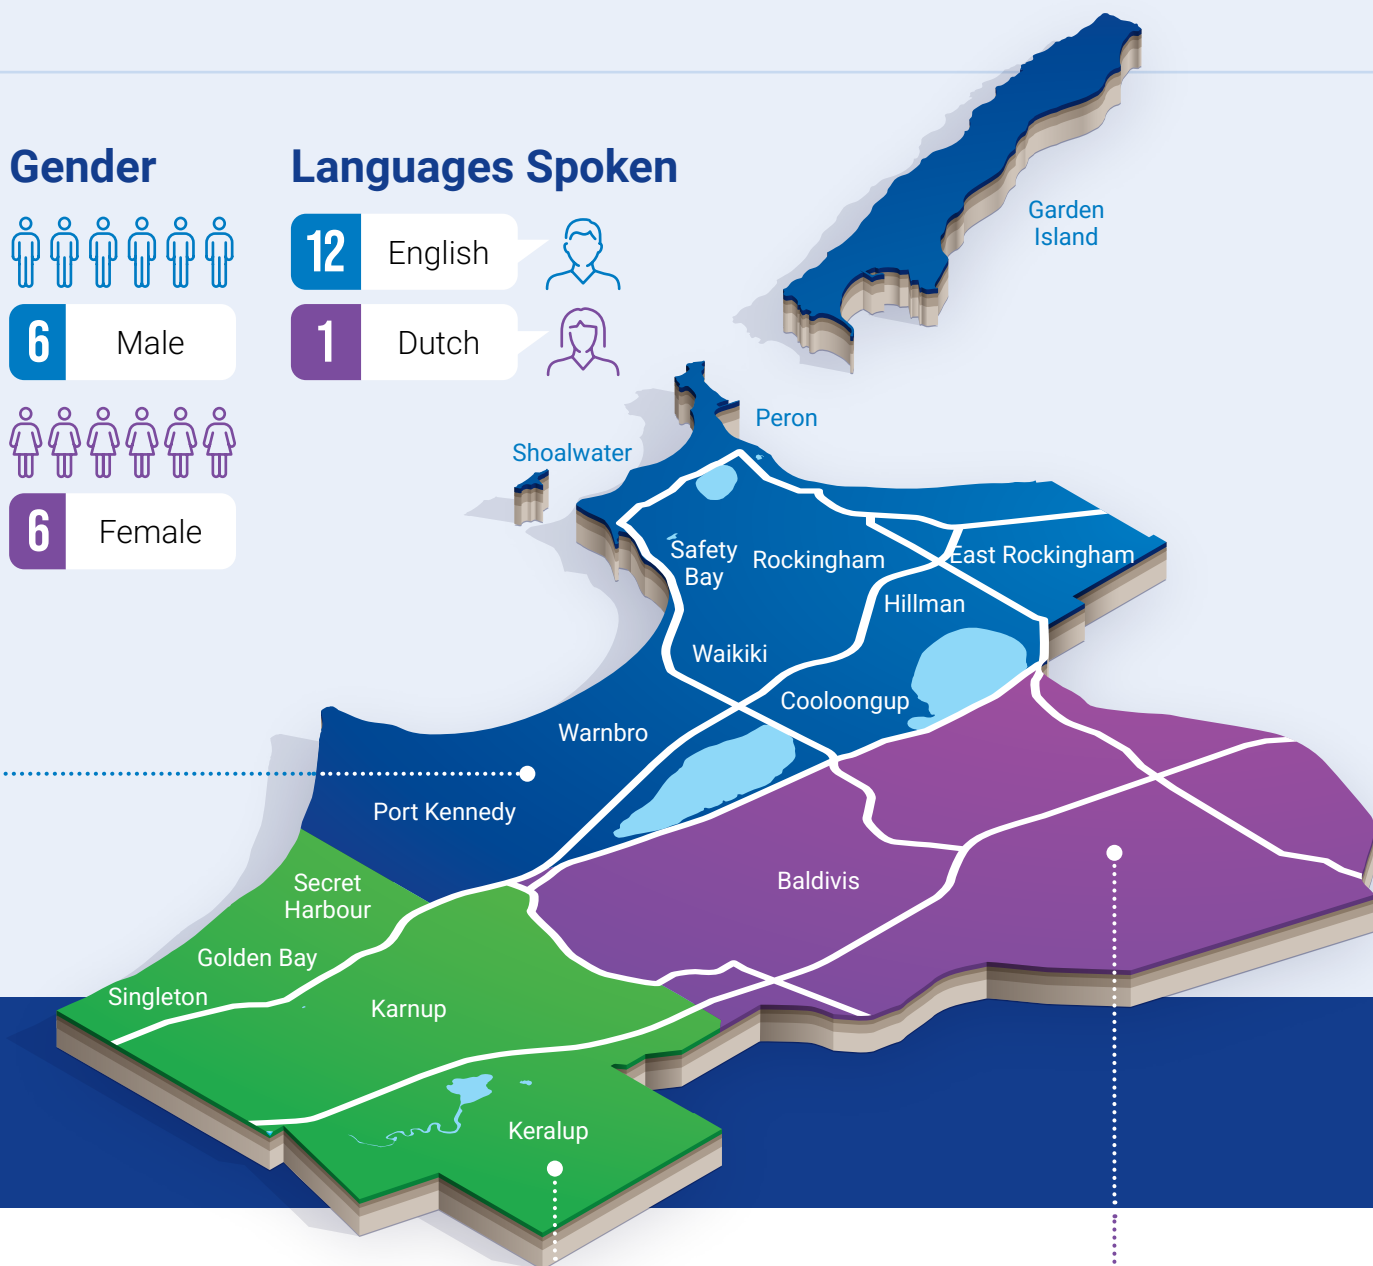 Gender
Languages Spoken
12 English
1 Dutch
6 Male
6 Female
Garden
Island
Peron
Shoalwater
Safety
Bay
Rockingham
East Rockingham
Hillman
Waikiki
Cooloongup
Warnbro
Port Kennedy
Baldivis
Secret
Harbour
Golden Bay
Singleton
Karnup
Keralup